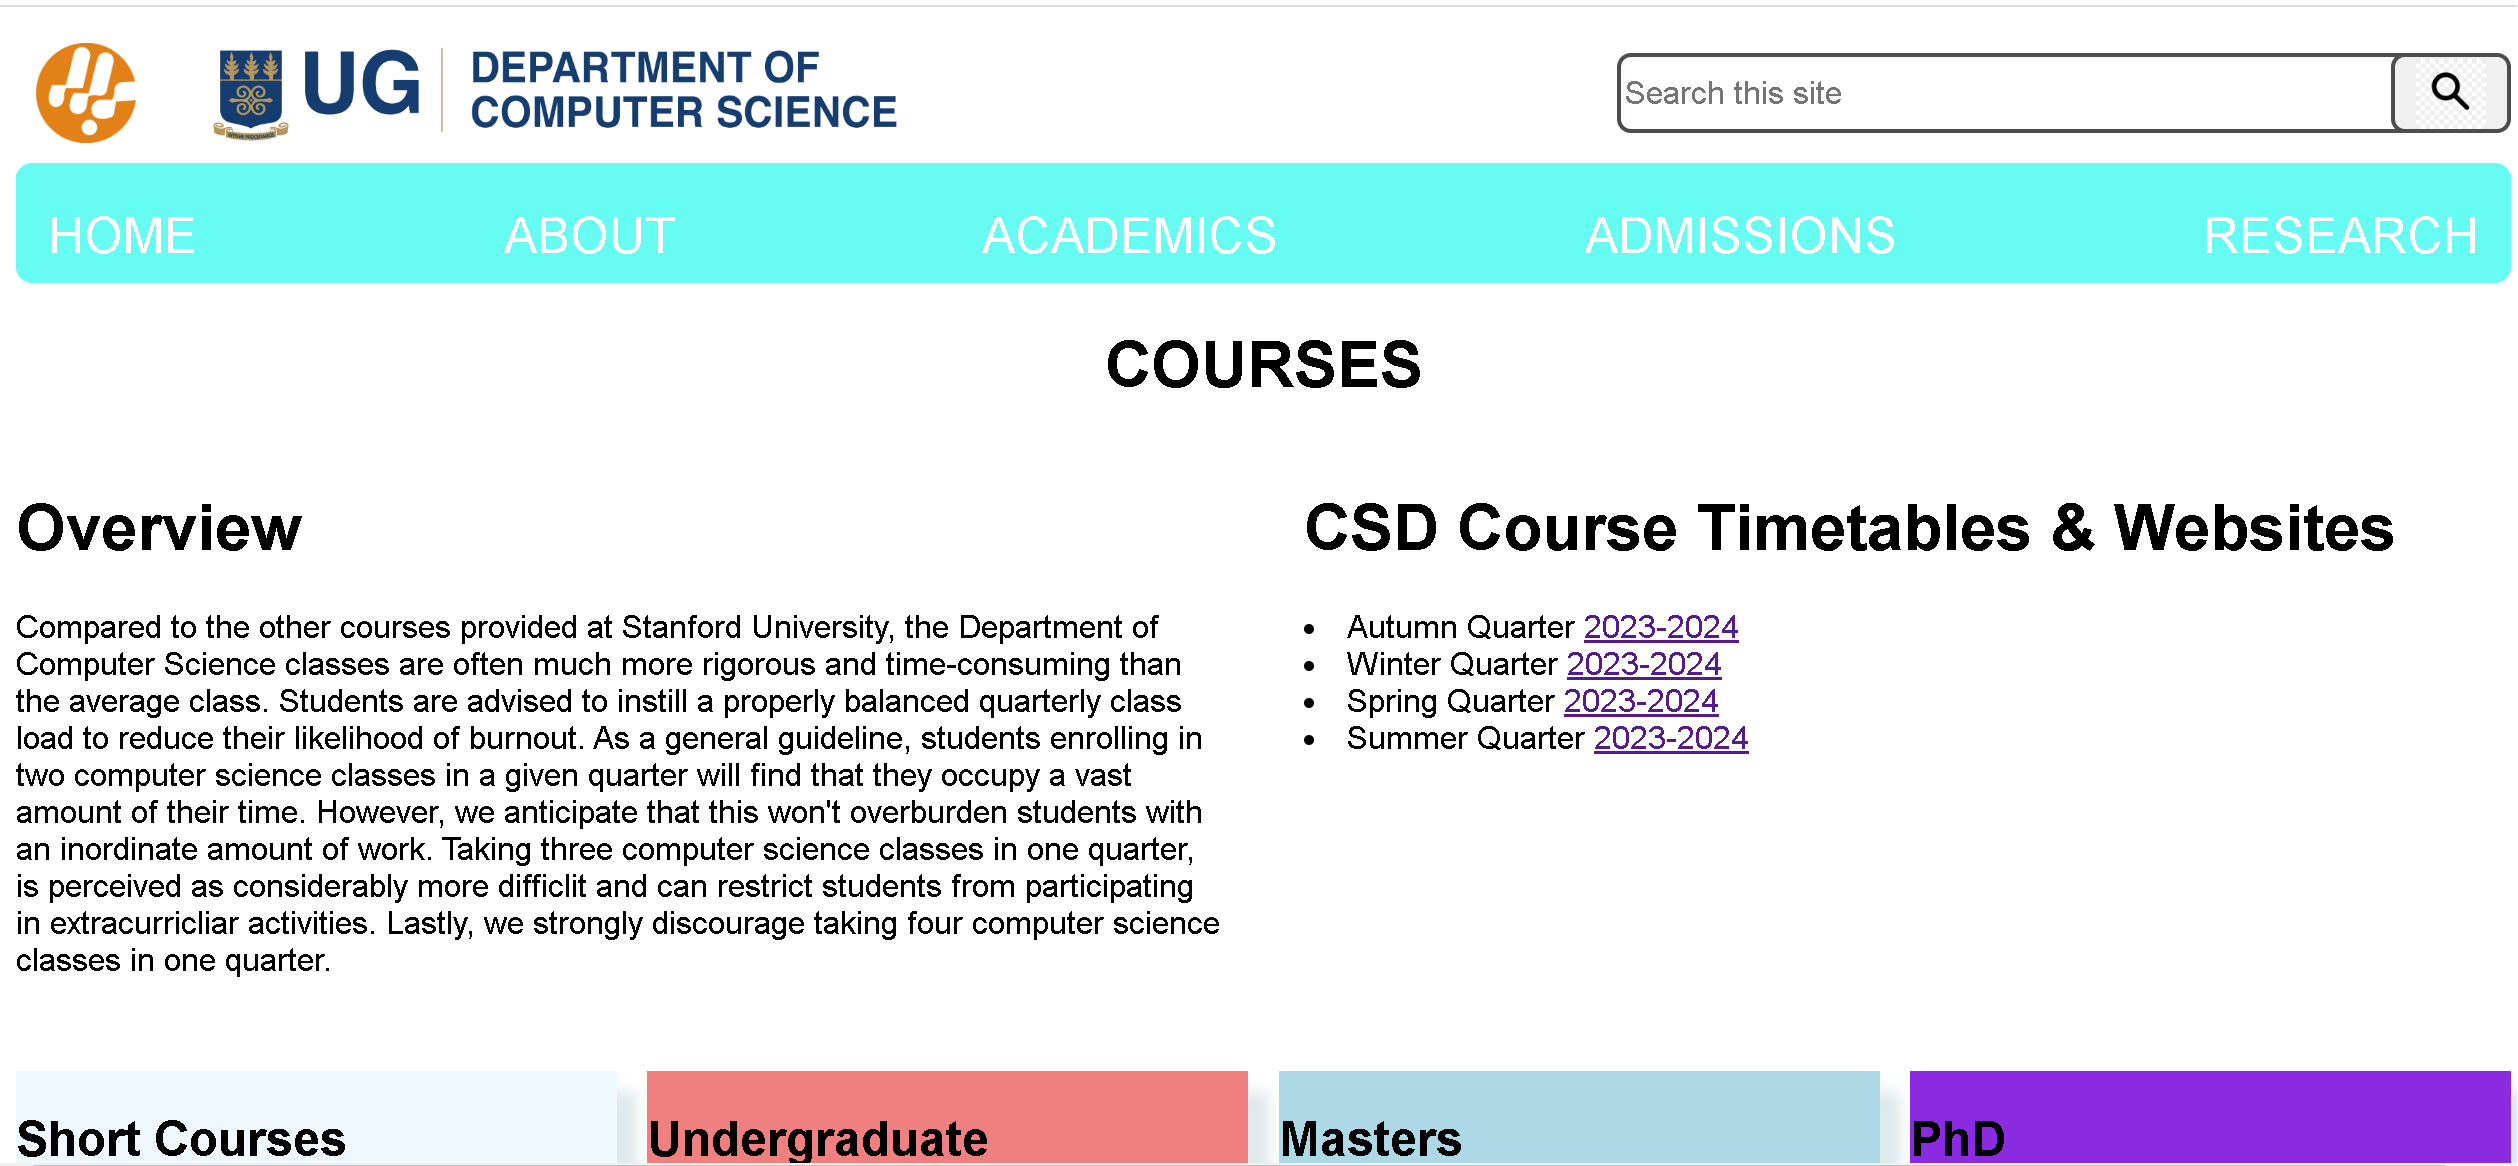 UG
DEPARTMENT OF
COMPUTER SCIENCE
Search this site
HOME ABOUT ACADEMICS ADMISSIONS RESEARCH
COURSES
Overview
Compared to the other courses provided at Stanford University, the Department of
Computer Science classes are often much more rigorous and time-consuming than
the average class. Students are advised to instill a properly balanced quarterly class
load to reduce their likelihood of burnout. As a general guideline, students enrolling in
two computer science classes in a given quarter will find that they occupy a vast
amount of their time. However, we anticipate that this won't overburden students with
an inordinate amount of work. Taking three computer science classes in one quarter,
is perceived as considerably more difficlit and can restrict students from participating
in extracurricliar activities. Lastly, we strongly discourage taking four computer science
classes in one quarter.
CSD Course Timetables & Websites
Autumn Quarter 2023-2024
Winter Quarter 2023-2024
Spring Quarter 2023-2024
Summer Quarter 2023-2024
Short Courses
Undergraduate
Masters
PhD